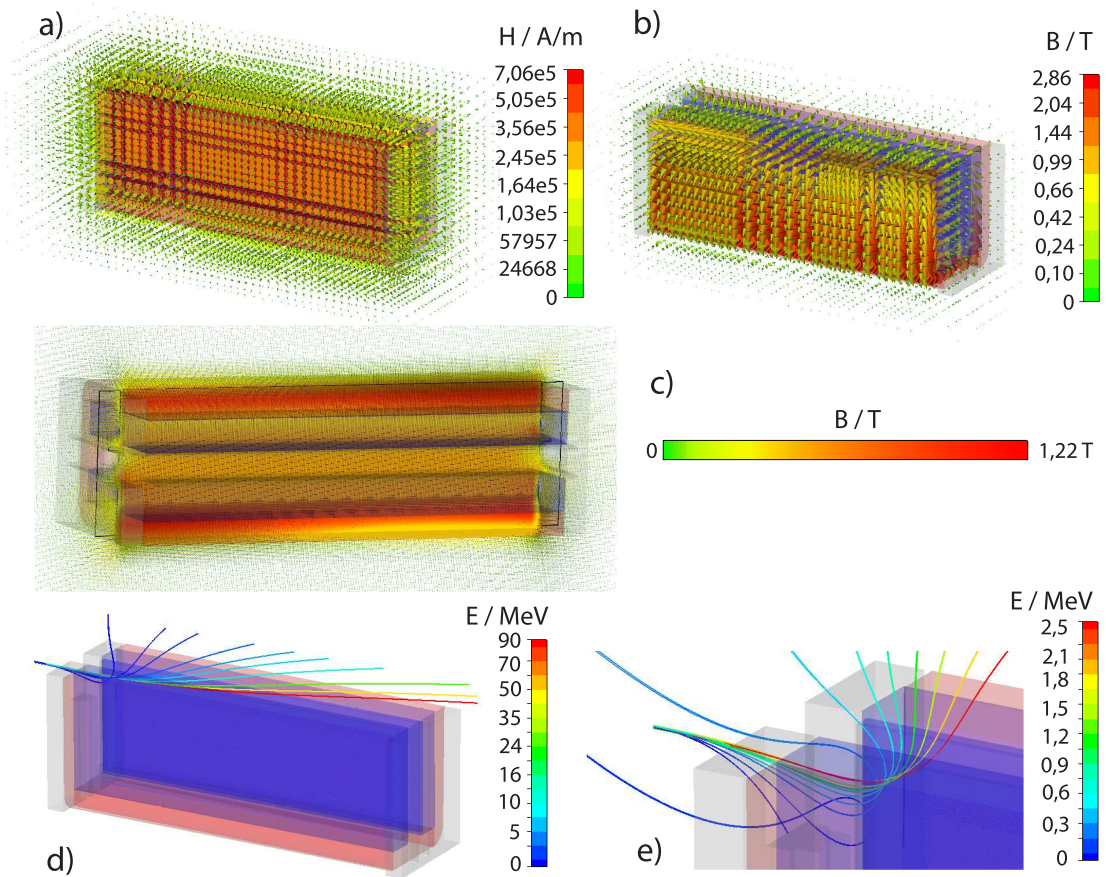 a)
H / A/m
7,06e5
5,05e5
3,56e5
2,45e5
1,64e5
1,03e5
57957
24668
0
b)
B / T
2,86
2,04
1,44
0,99
0,66
0,42
0,24
0,10
0
c)
B / T
0
1,22 T
d)
E / MeV
90
70
50
35
24
16
10
5
0
e)
E / MeV
2,5
2,1
1,8
1,5
1,2
0,9
0,6
0,3
0